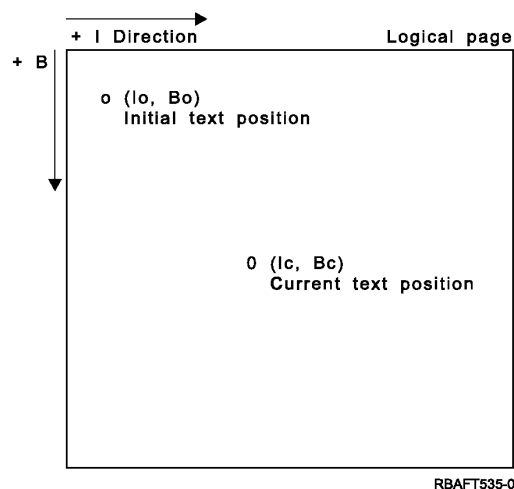 + I Direction Logical page
+ B
o (Io, Bo)
Initial text position
0 (Ic, Bc)
Current text position
RBAFT535-0